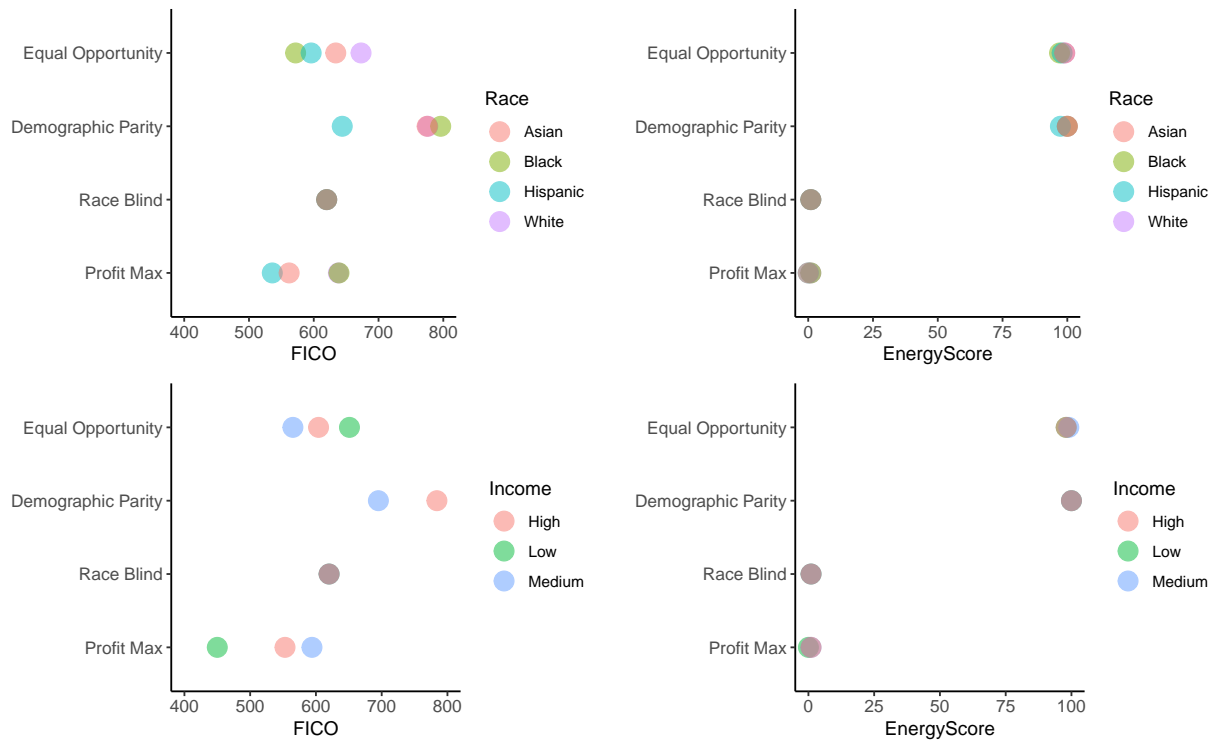 Equal Opportunity
Demographic Parity
Race Blind
Profit Max
400 500 600 700 800
FICO
Race
Asian
Black
Hispanic
White
Equal Opportunity
Demographic Parity
Race Blind
Profit Max
0 25 50 75 100
EnergyScore
Race
Asian
Black
Hispanic
White
Equal Opportunity
Demographic Parity
Race Blind
Profit Max
400 500 600 700 800
FICO
Income
High
Low
Medium
Equal Opportunity
Demographic Parity
Race Blind
Profit Max
0 25 50 75 100
EnergyScore
Income
High
Low
Medium